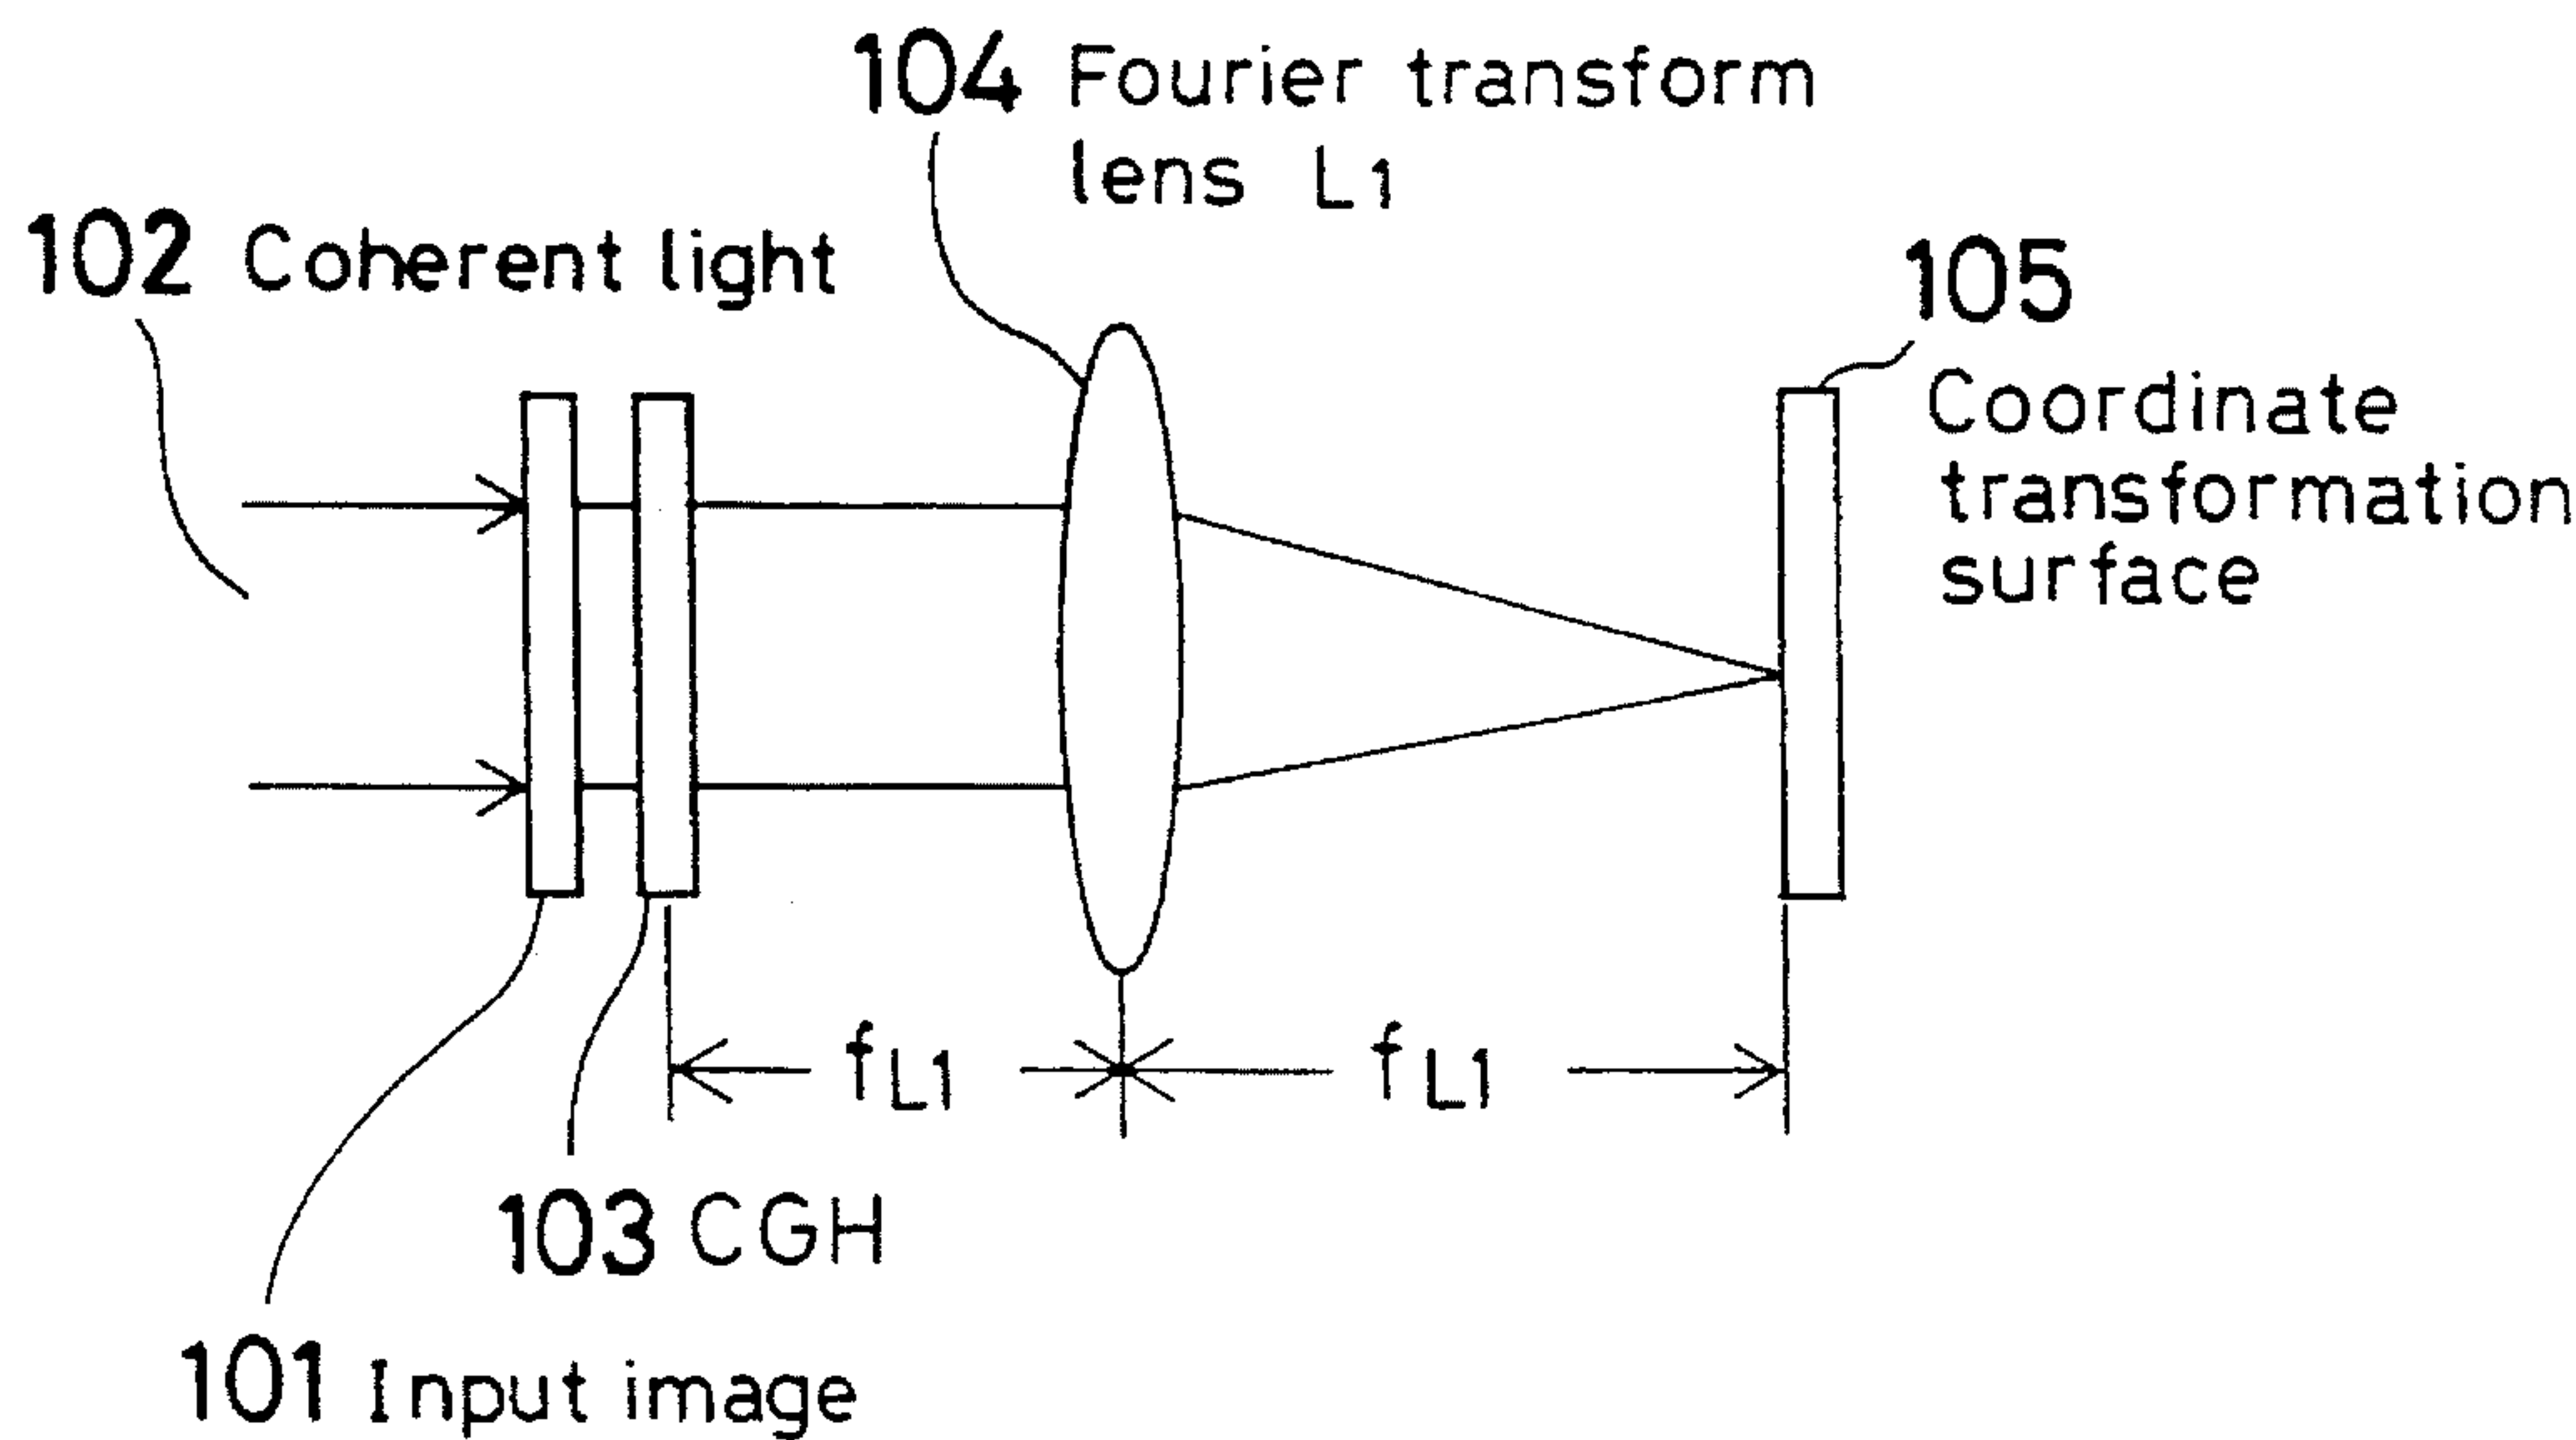 104 Fourier transform
lens L1
102 Coherent light
105
Coordinate
transformation
surface
fL1
fL1
103 CGH
101 Input image